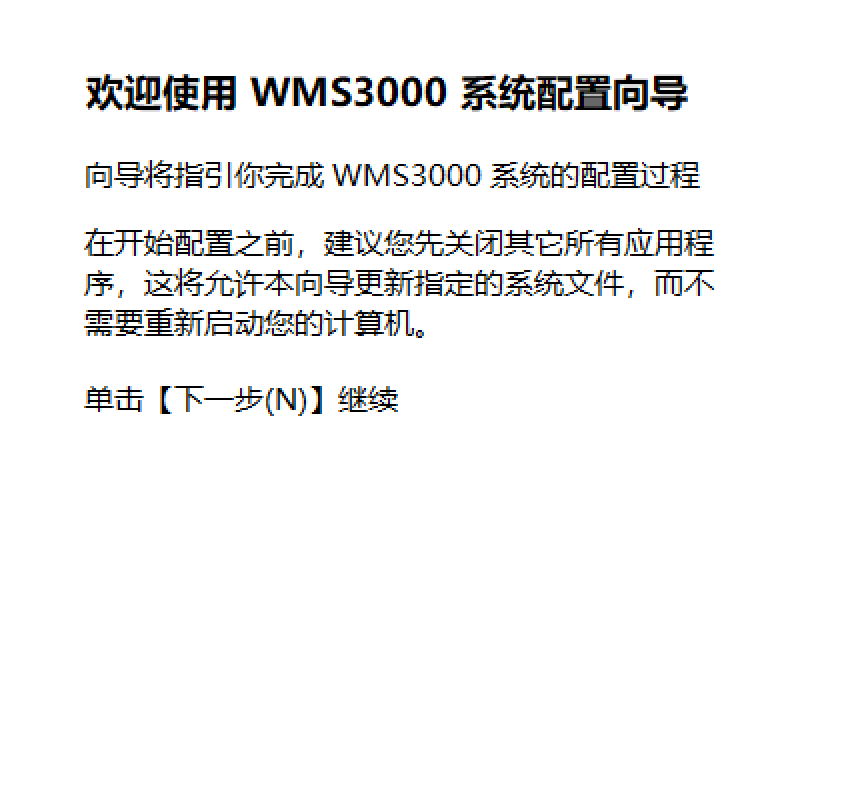 欢迎使用 WMS3000 系统配置向导
向导将指引你完成 WMS3000 系统的配置过程
在开始配置之前，建议您先关闭其它所有应用程
序，这将允许本向导更新指定的系统文件，而不
需要重新启动您的计算机。
单击【下一步(N)】继续